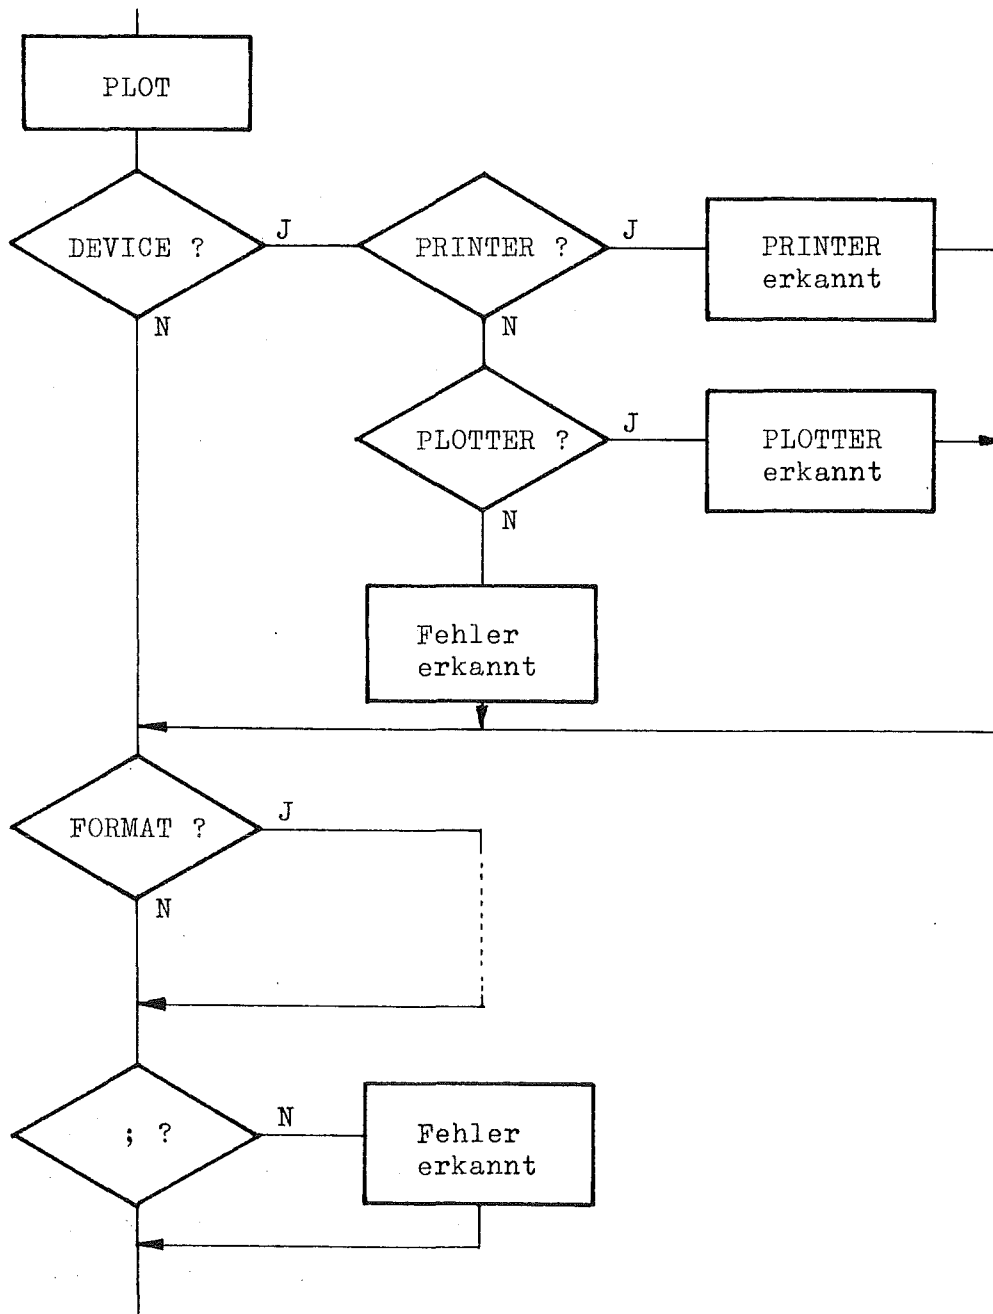 PLOT
DEVICE ?
J
PRINTER ?
J
PRINTER
erkannt
N
N
PLOTTER ?
J
PLOTTER
erkannt
N
Fehler
erkannt
FORMAT ?
J
N
; ?
N
Fehler
erkannt